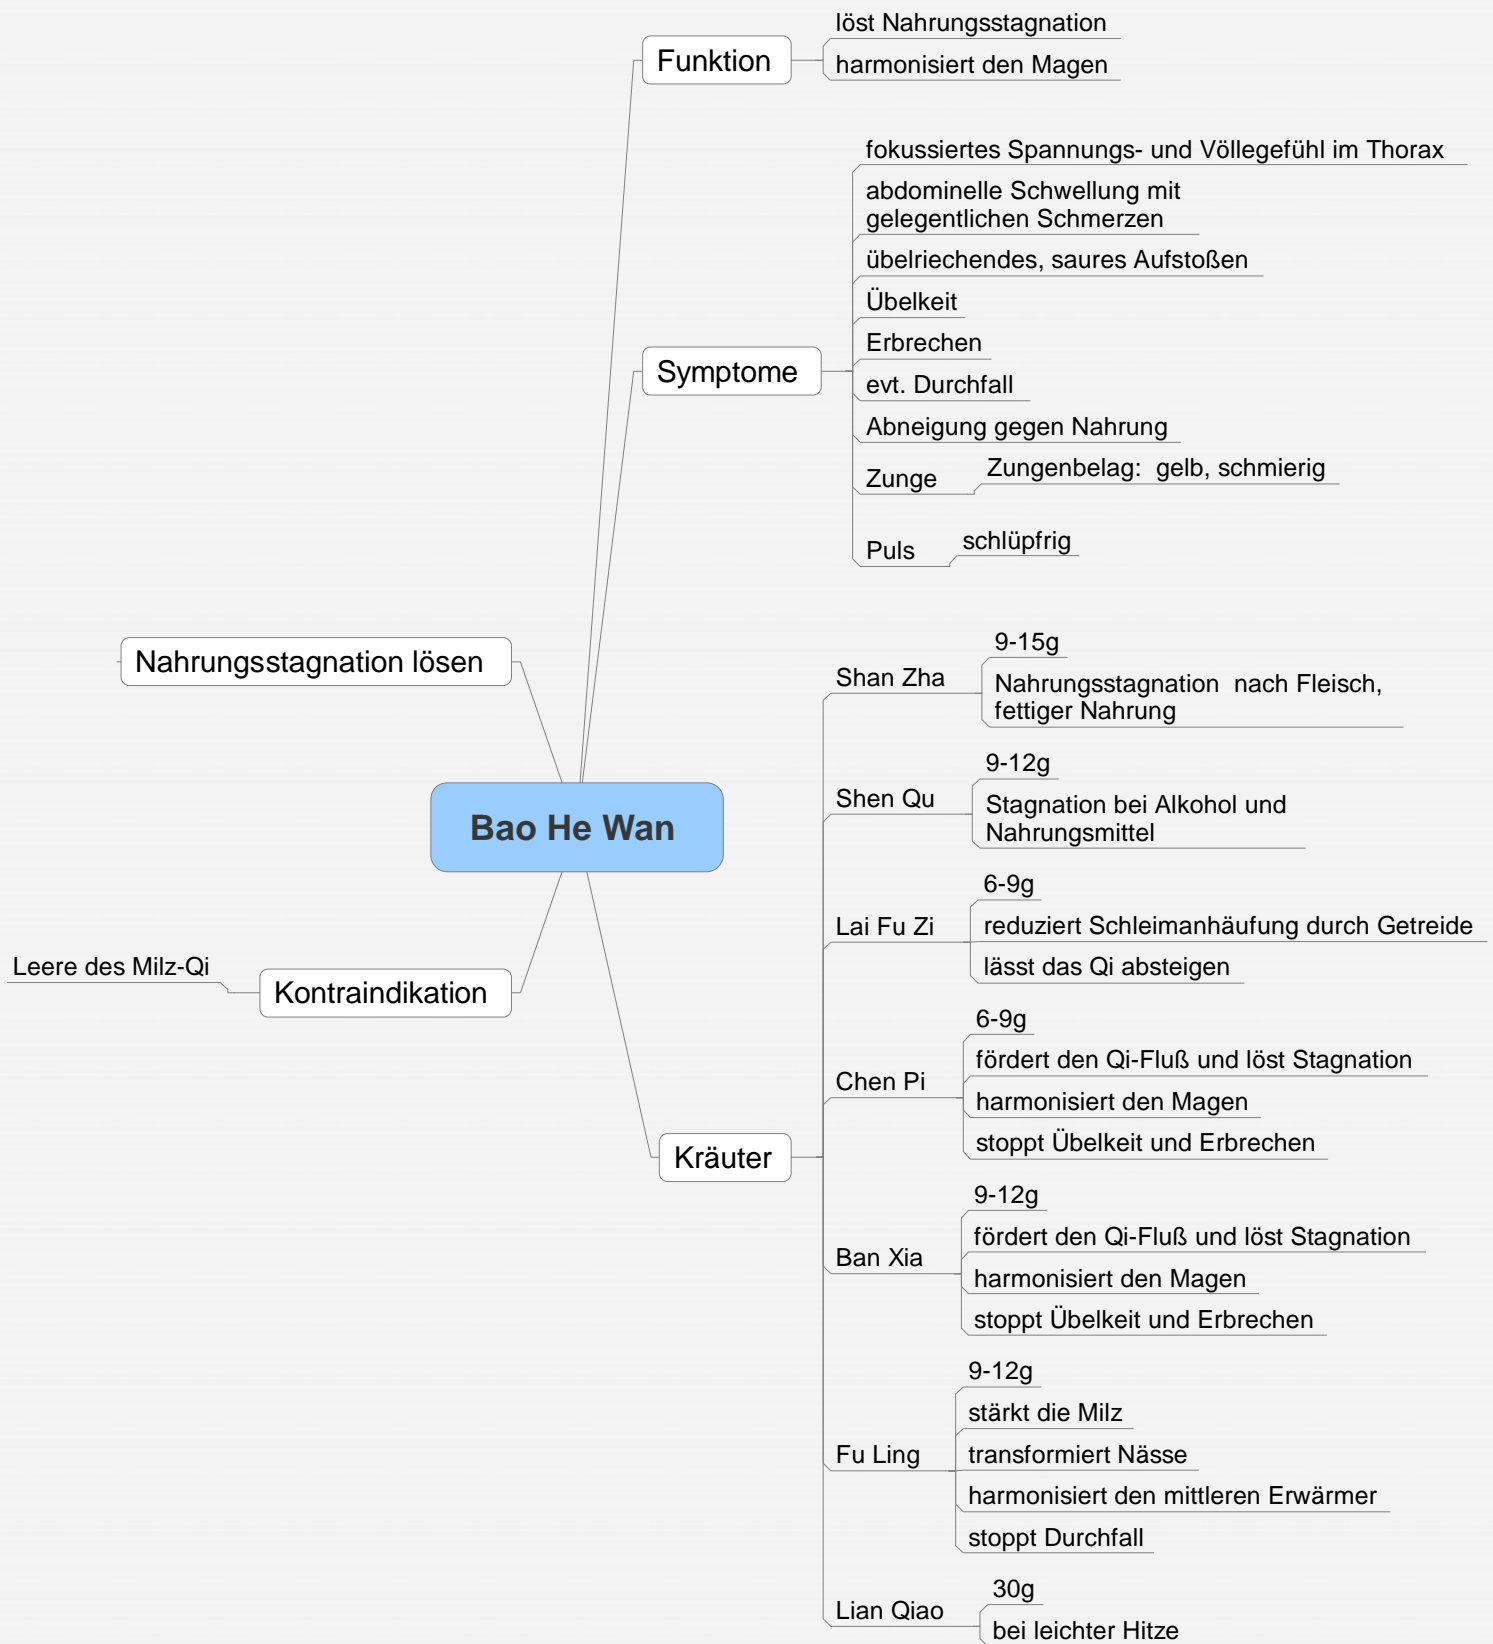 Funktion
löst Nahrungsstagnation
harmonisiert den Magen
Symptome
fokussiertes Spannungs- und Völlegefühl im Thorax
abdominelle Schwellung mit
gelegentlichen Schmerzen
übelriechendes, saures Aufstoßen
Übelkeit
Erbrechen
evt. Durchfall
Abneigung gegen Nahrung
Zunge
Zungenbelag:  gelb, schmierig
Puls
schlüpfrig
Nahrungsstagnation lösen
Bao He Wan
Kontraindikation
Leere des Milz-Qi
Kräuter
Shan Zha
9-15g
Nahrungsstagnation  nach Fleisch,
fettiger Nahrung
Shen Qu
9-12g
Stagnation bei Alkohol und
Nahrungsmittel
Lai Fu Zi
6-9g
reduziert Schleimanhäufung durch Getreide
lässt das Qi absteigen
Chen Pi
6-9g
fördert den Qi-Fluß und löst Stagnation
harmonisiert den Magen
stoppt Übelkeit und Erbrechen
Ban Xia
9-12g
fördert den Qi-Fluß und löst Stagnation
harmonisiert den Magen
stoppt Übelkeit und Erbrechen
Fu Ling
9-12g
stärkt die Milz
transformiert Nässe
harmonisiert den mittleren Erwärmer
stoppt Durchfall
Lian Qiao
30g
bei leichter Hitze